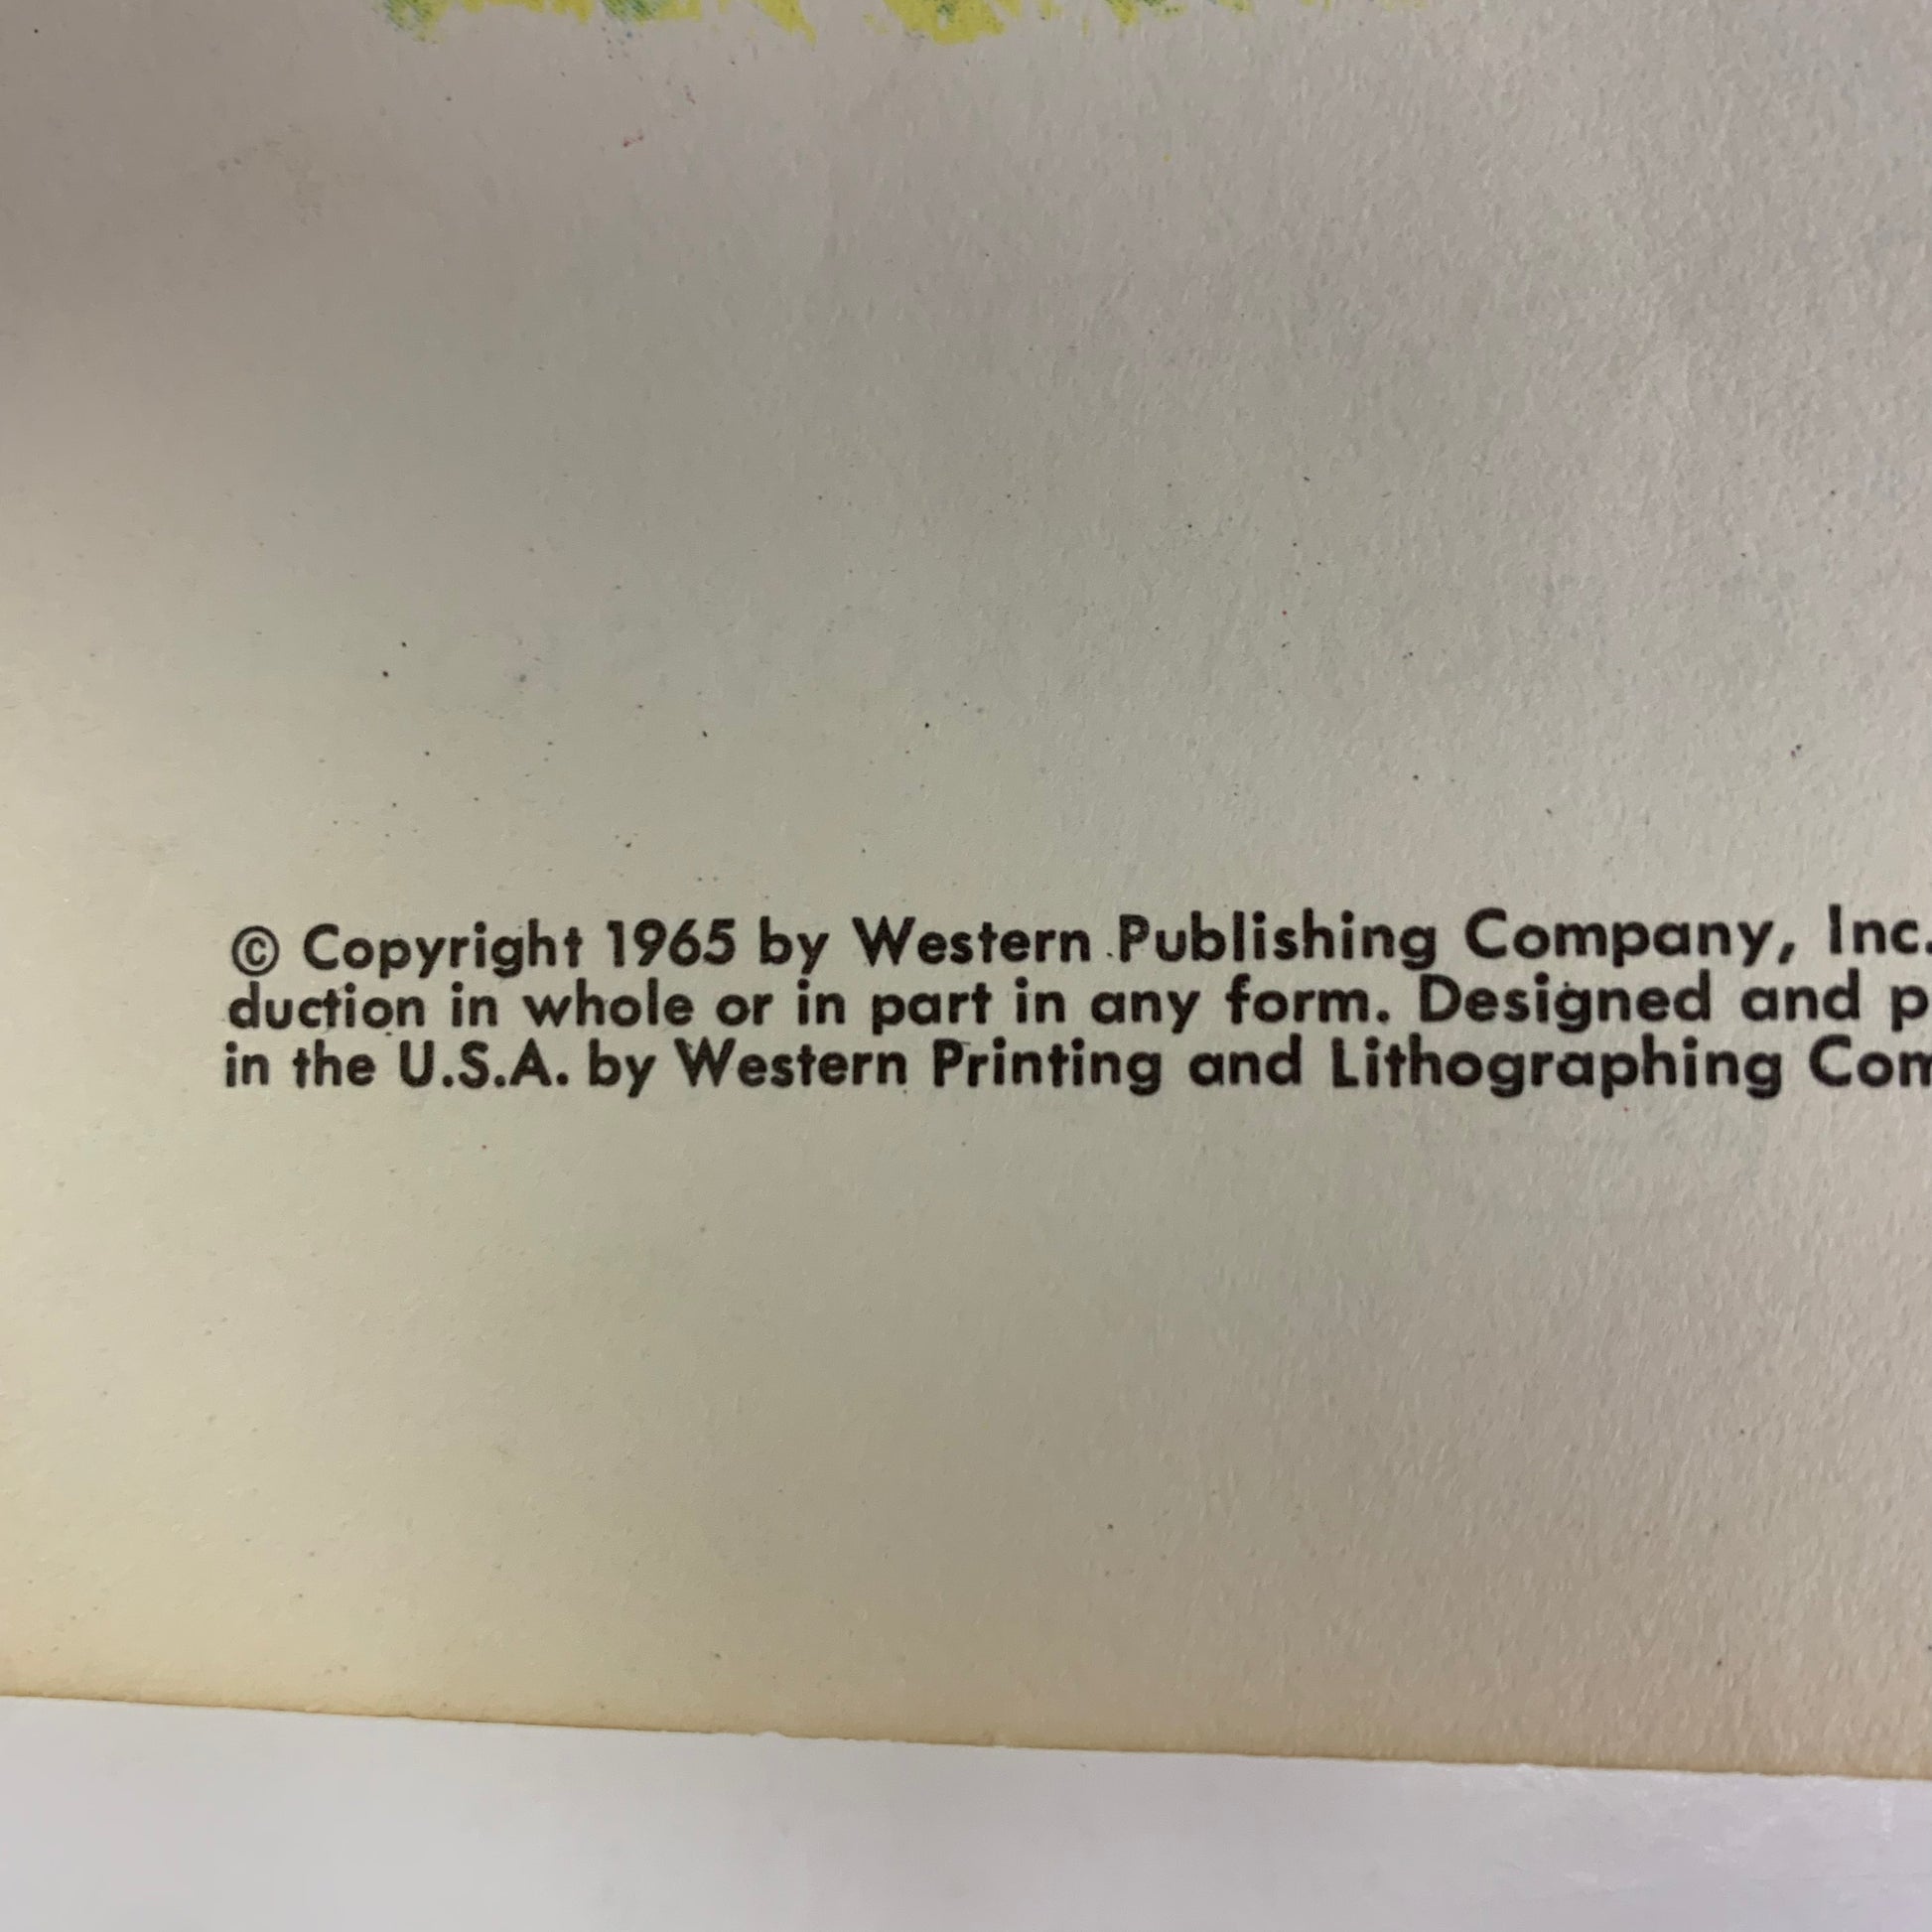 © Copyright 1965 by Western Publishing Company, Inc.
duction in whole or in part in any form. Designed and p
in the U.S.A. by Western Printing and Lithographing Com